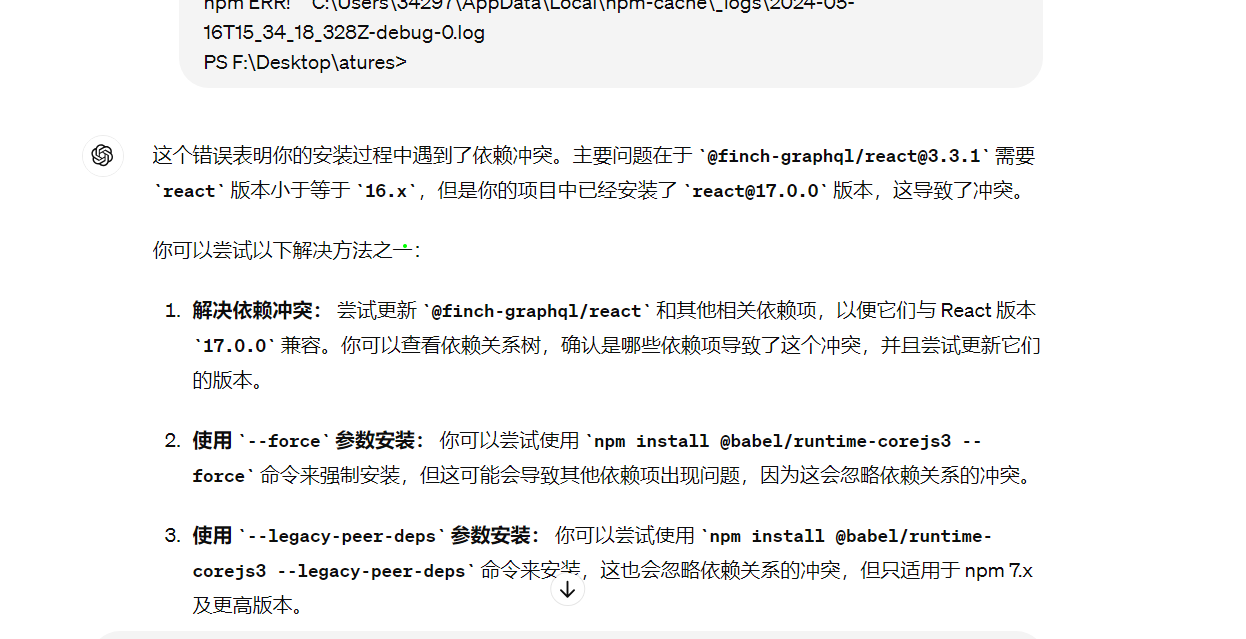 npm ERR!     C:\Users\34297\AppData\Local\npm-cache\_logs\2024-05-
16T15_34_18_328Z-debug-0.log
PS F:\Desktop\atures>
这个错误表明你的安装过程中遇到了依赖冲突。主要问题在于 `@finch-graphql/react@3.3.1` 需要
`react` 版本小于等于 `16.x`，但是你的项目中已经安装了 `react@17.0.0` 版本，这导致了冲突。
你可以尝试以下解决方法之一：
1. 解决依赖冲突： 尝试更新 `@finch-graphql/react` 和其他相关依赖项，以便它们与 React 版本
`17.0.0` 兼容。你可以查看依赖关系树，确认是哪些依赖项导致了这个冲突，并且尝试更新它们
的版本。
2. 使用 `--force` 参数安装： 你可以尝试使用 `npm install @babel/runtime-corejs3 --
force` 命令来强制安装，但这可能会导致其他依赖项出现问题，因为这会忽略依赖关系的冲突。
3. 使用 `--legacy-peer-deps` 参数安装： 你可以尝试使用 `npm install @babel/runtime-
corejs3 --legacy-peer-deps` 命令来安装，这也会忽略依赖关系的冲突，但只适用于 npm 7.x
及更高版本。